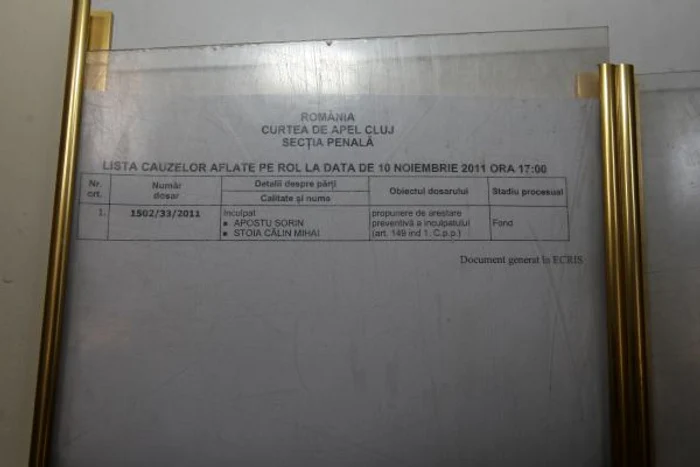 ROMÂNIA
CURTEA DE APEL CLUJ
SECȚIA PENALĂ
LISTA CAUZELOR AFLATE PE ROL LA DATA DE 10 NOIEMBRIE 2011 ORA 17:00
Nr. ort.
Număr dosar
Detalii despre părți
Calitate și nume
Obiectul dosarului
Stadiu procesual
1.
1502/33/2011
Inculpat
▪ APOSTU SORIN
▪ STOIA CĂLIN MIHAI
propunere de arestare
preventivă a inculpatului
(art. 149 ind 1. C.p.p.)
Fond
Document generat la ECRIS